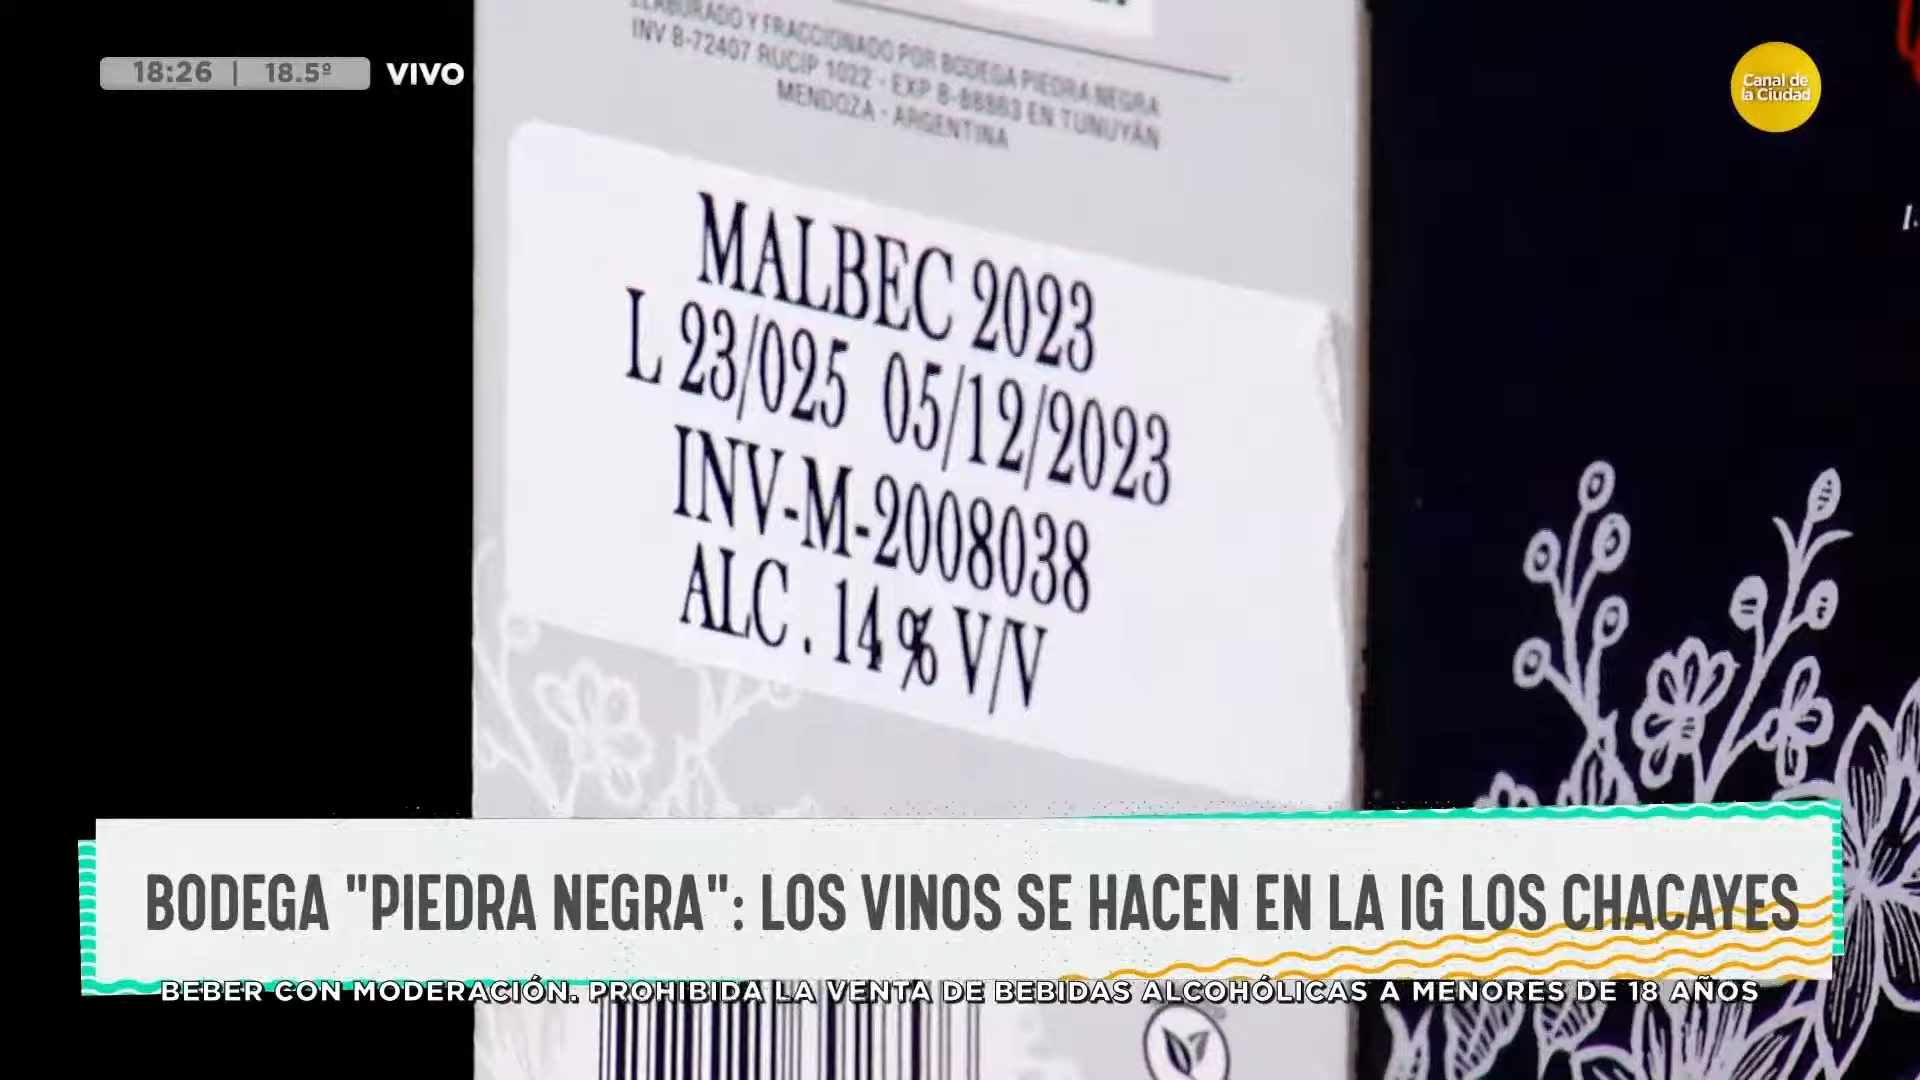 18:26 | 18.5º VIVO
Canal de
la Ciudad
ELABORADO Y FRACCIONADO POR BODEGA PIEDRA NEGRA
INV B-72407 RUCIP 1022 - EXP B-88863 EN TUNUYÁN
MENDOZA - ARGENTINA
MALBEC 2023
L 23/025 05/12/2023
INV-M-2008038
ALC . 14 % V/V
BODEGA "PIEDRA NEGRA": LOS VINOS SE HACEN EN LA IG LOS CHACAYES
BEBER CON MODERACIÓN. PROHIBIDA LA VENTA DE BEBIDAS ALCOHÓLICAS A MENORES DE 18 AÑOS